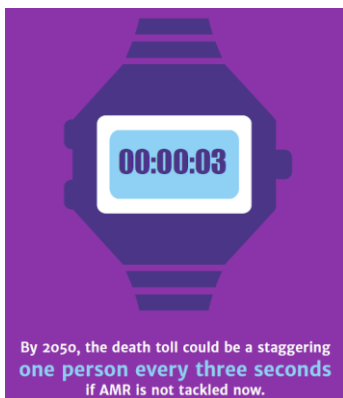 00:00:03
By 2050, the death toll could be a staggering
one person every three seconds
if AMR is not tackled now.